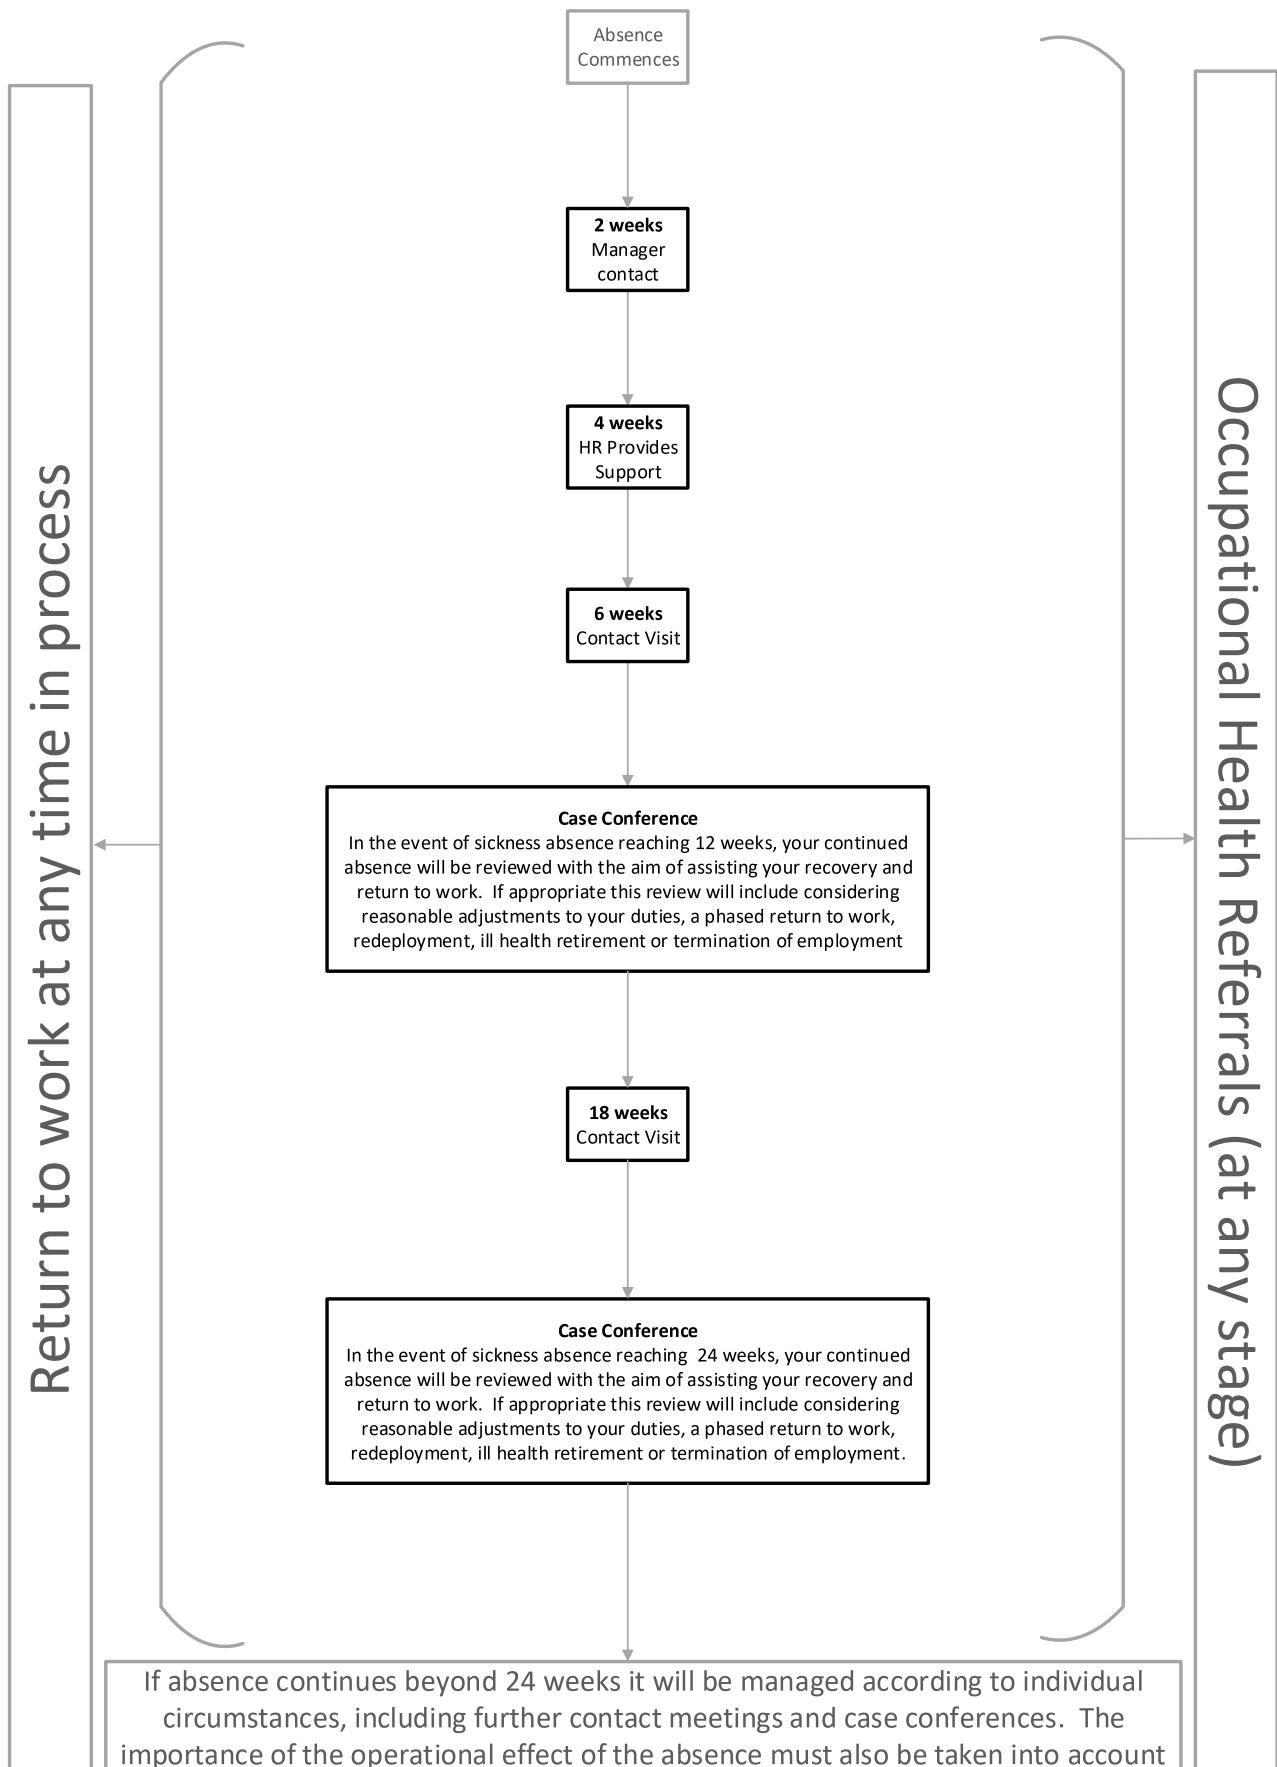 Absence
Commences
2 weeks
Manager
contact
4 weeks
HR Provides
Support
6 weeks
Contact Visit
Case Conference
In the event of sickness absence reaching 12 weeks, your continued
absence will be reviewed with the aim of assisting your recovery and
return to work.  If appropriate this review will include considering
reasonable adjustments to your duties, a phased return to work,
redeployment, ill health retirement or termination of employment
18 weeks
Contact Visit
Case Conference
In the event of sickness absence reaching  24 weeks, your continued
absence will be reviewed with the aim of assisting your recovery and
return to work.  If appropriate this review will include considering
reasonable adjustments to your duties, a phased return to work,
redeployment, ill health retirement or termination of employment.
If absence continues beyond 24 weeks it will be managed according to individual
circumstances, including further contact meetings and case conferences.  The
importance of the operational effect of the absence must also be taken into account
Return to work at any time in process
Occupational Health Referrals (at any stage)